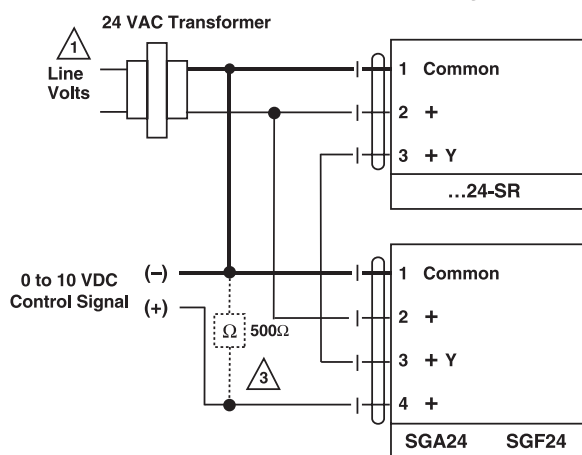 24 VAC Transformer
1
Line
Volts
1 Common
2 +
3 + Y
...24-SR
0 to 10 VDC
Control Signal
(–)
(+)
Ω 500Ω
3
1 Common
2 +
3 + Y
4 +
SGA24 SGF24